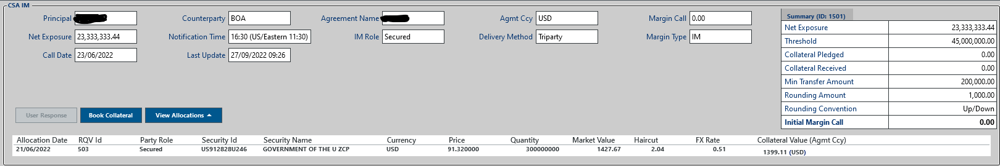 CSA IM
Principal Counterparty BOA Agreement Name Agmt Ccy USD Margin Call 0.00
Net Exposure 23,333,333.44 Notification Time 16:30 (US/Eastern 11:30) IM Role Secured Delivery Method Triparty Margin Type IM
Call Date 23/06/2022 Last Update 27/09/2022 09:26
Summary (ID: 1501)
Net Exposure 23,333,333.44
Threshold 45,000,000.00
Collateral Pledged 0.00
Collateral Received 0.00
Min Transfer Amount 200,000.00
Rounding Amount 1,000.00
Rounding Convention Up/Down
Initial Margin Call 0.00
User Response Book Collateral View Allocations
Allocation Date RQV Id Party Role Security Id Security Name Currency Price Quantity Market Value Haircut FX Rate Collateral Value (Agmt Ccy)
21/06/2022 503 Secured US912828U246 GOVERNMENT OF THE U ZCP USD 91.320000 300000000 1427.67 2.04 0.51 1399.11 (USD)